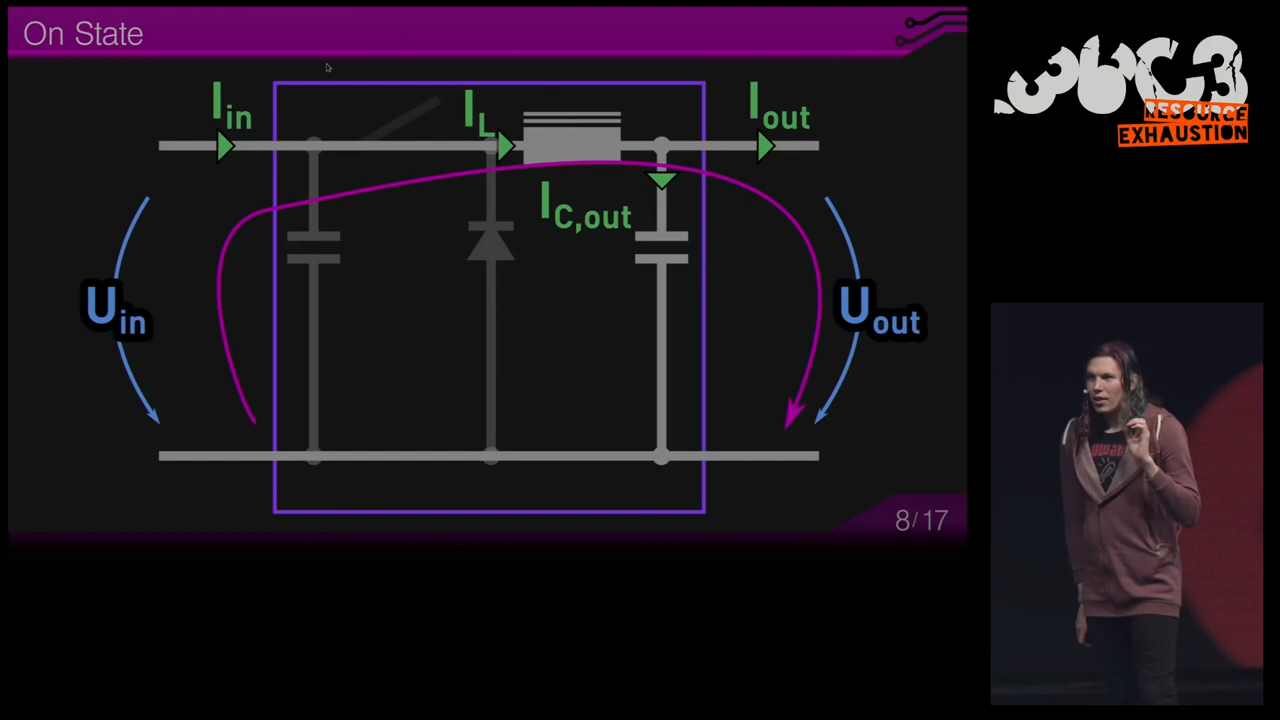 On State
I_in
I_L
I_out
I_C,out
U_in
U_out
8/17
36C3
RESOURCE
EXHAUSTION